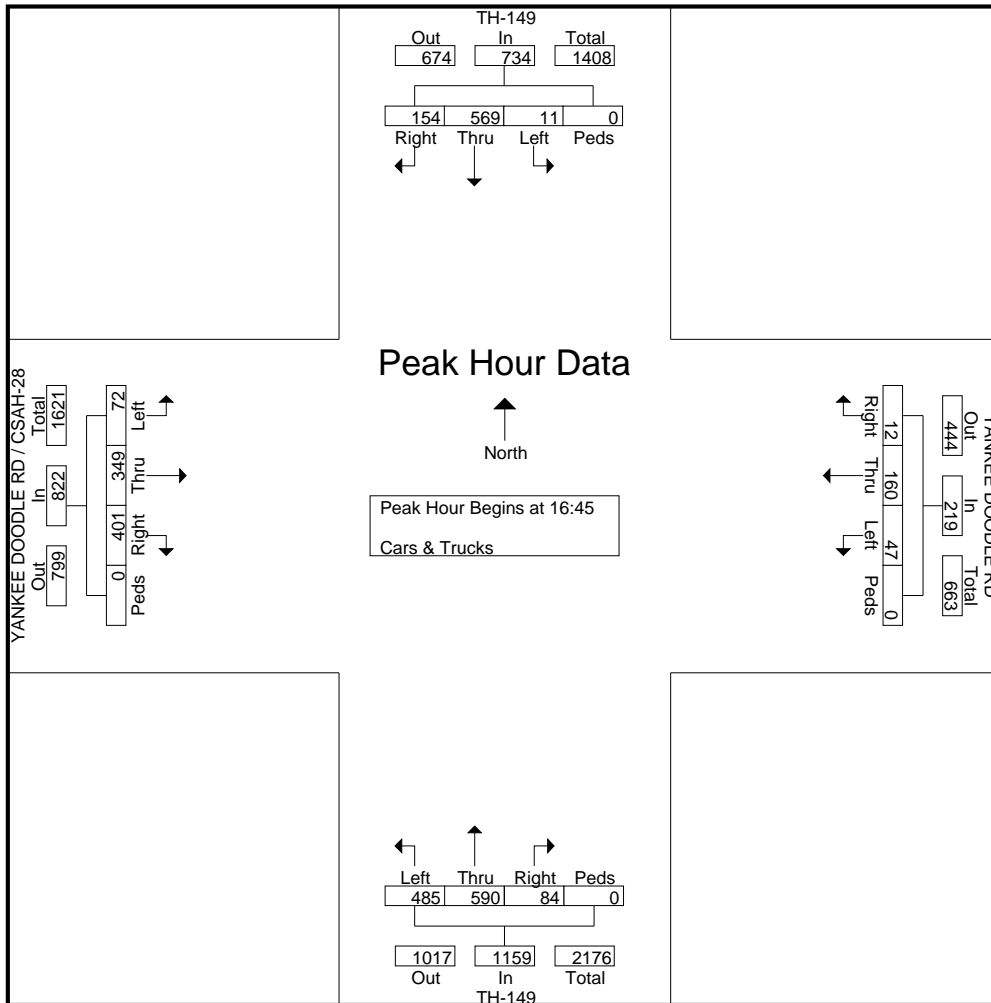 TH-149
Out In Total
674 734 1408
154 569 11 0
Right Thru Left Peds
Peak Hour Data
North
Peak Hour Begins at 16:45
Cars & Trucks
YANKEE DOODLE RD / CSAH-28
Total In Out
1621 822 799
72 349 401 0
Left Thru Right Peds
Right Thru Left Peds
12 160 47 0
444 219 663
Out In Total
YANKEE DOODLE RD
Left Thru Right Peds
485 590 84 0
1017 1159 2176
Out In Total
TH-149